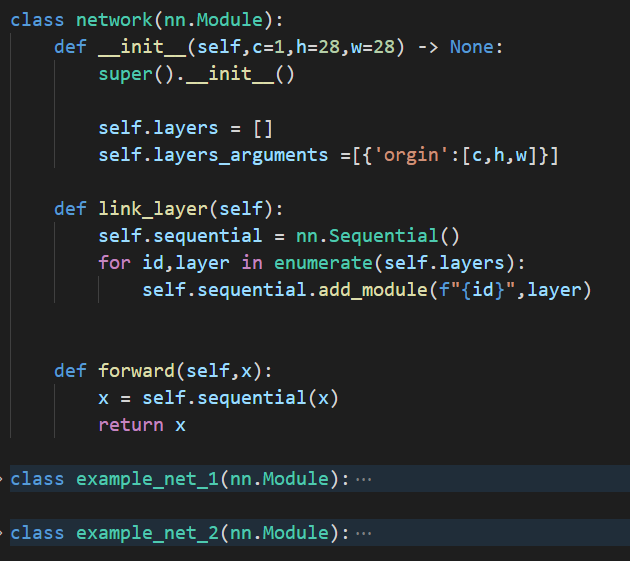 class network(nn.Module):
    def __init__(self,c=1,h=28,w=28) -> None:
        super().__init__()
        self.layers = []
        self.layers_arguments =[{'orgin':[c,h,w]}]
    def link_layer(self):
        self.sequential = nn.Sequential()
        for id,layer in enumerate(self.layers):
            self.sequential.add_module(f"{id}",layer)
    def forward(self,x):
        x = self.sequential(x)
        return x
class example_net_1(nn.Module): ···
class example_net_2(nn.Module): ···